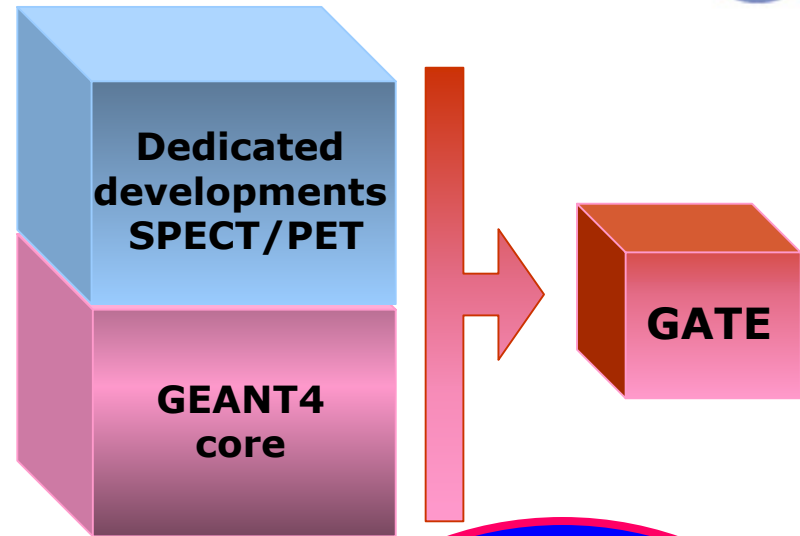 Dedicated
developments
SPECT/PET
GEANT4
core
GATE